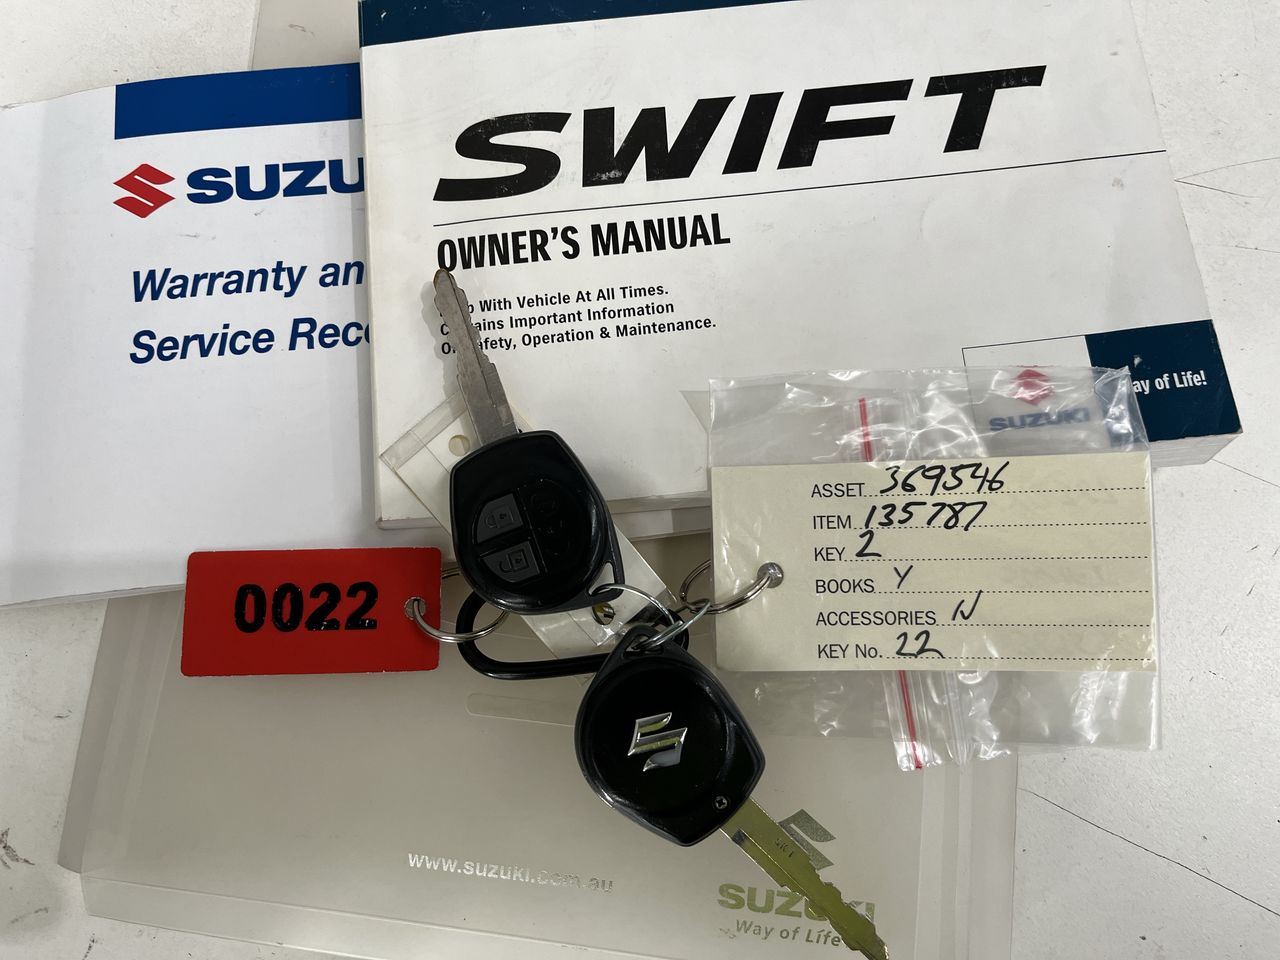 SUZU
Warranty an
Service Rec
SWIFT
OWNER'S MANUAL
With Vehicle At All Times.
Important Information
Safety, Operation & Maintenance.
SUZUKI
Way of Life!
0022
ASSET 369546
ITEM 135787
KEY 2
BOOKS Y
ACCESSORIES N
KEY No. 22
www.suzuki.com.au
SUZUKI
Way of Life